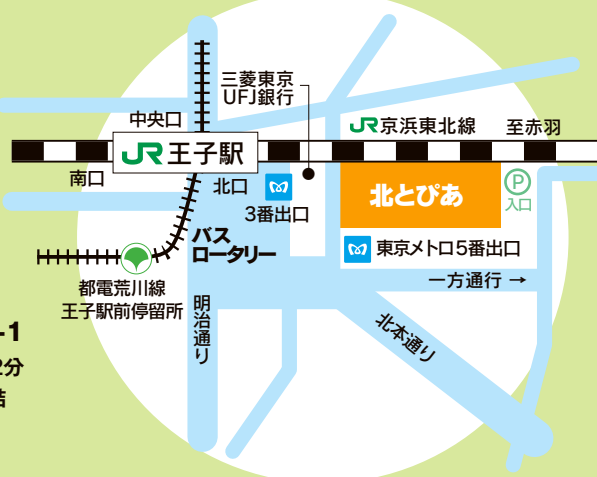 三菱東京
UFJ銀行
中央口
JR京浜東北線
至赤羽
JR王子駅
南口
北口
3番出口
北とぴあ
P
入口
バス
ロータリー
東京メトロ5番出口
一方通行 →
都電荒川線
王子駅前停留所
明治通り
北本通り
-1
2分